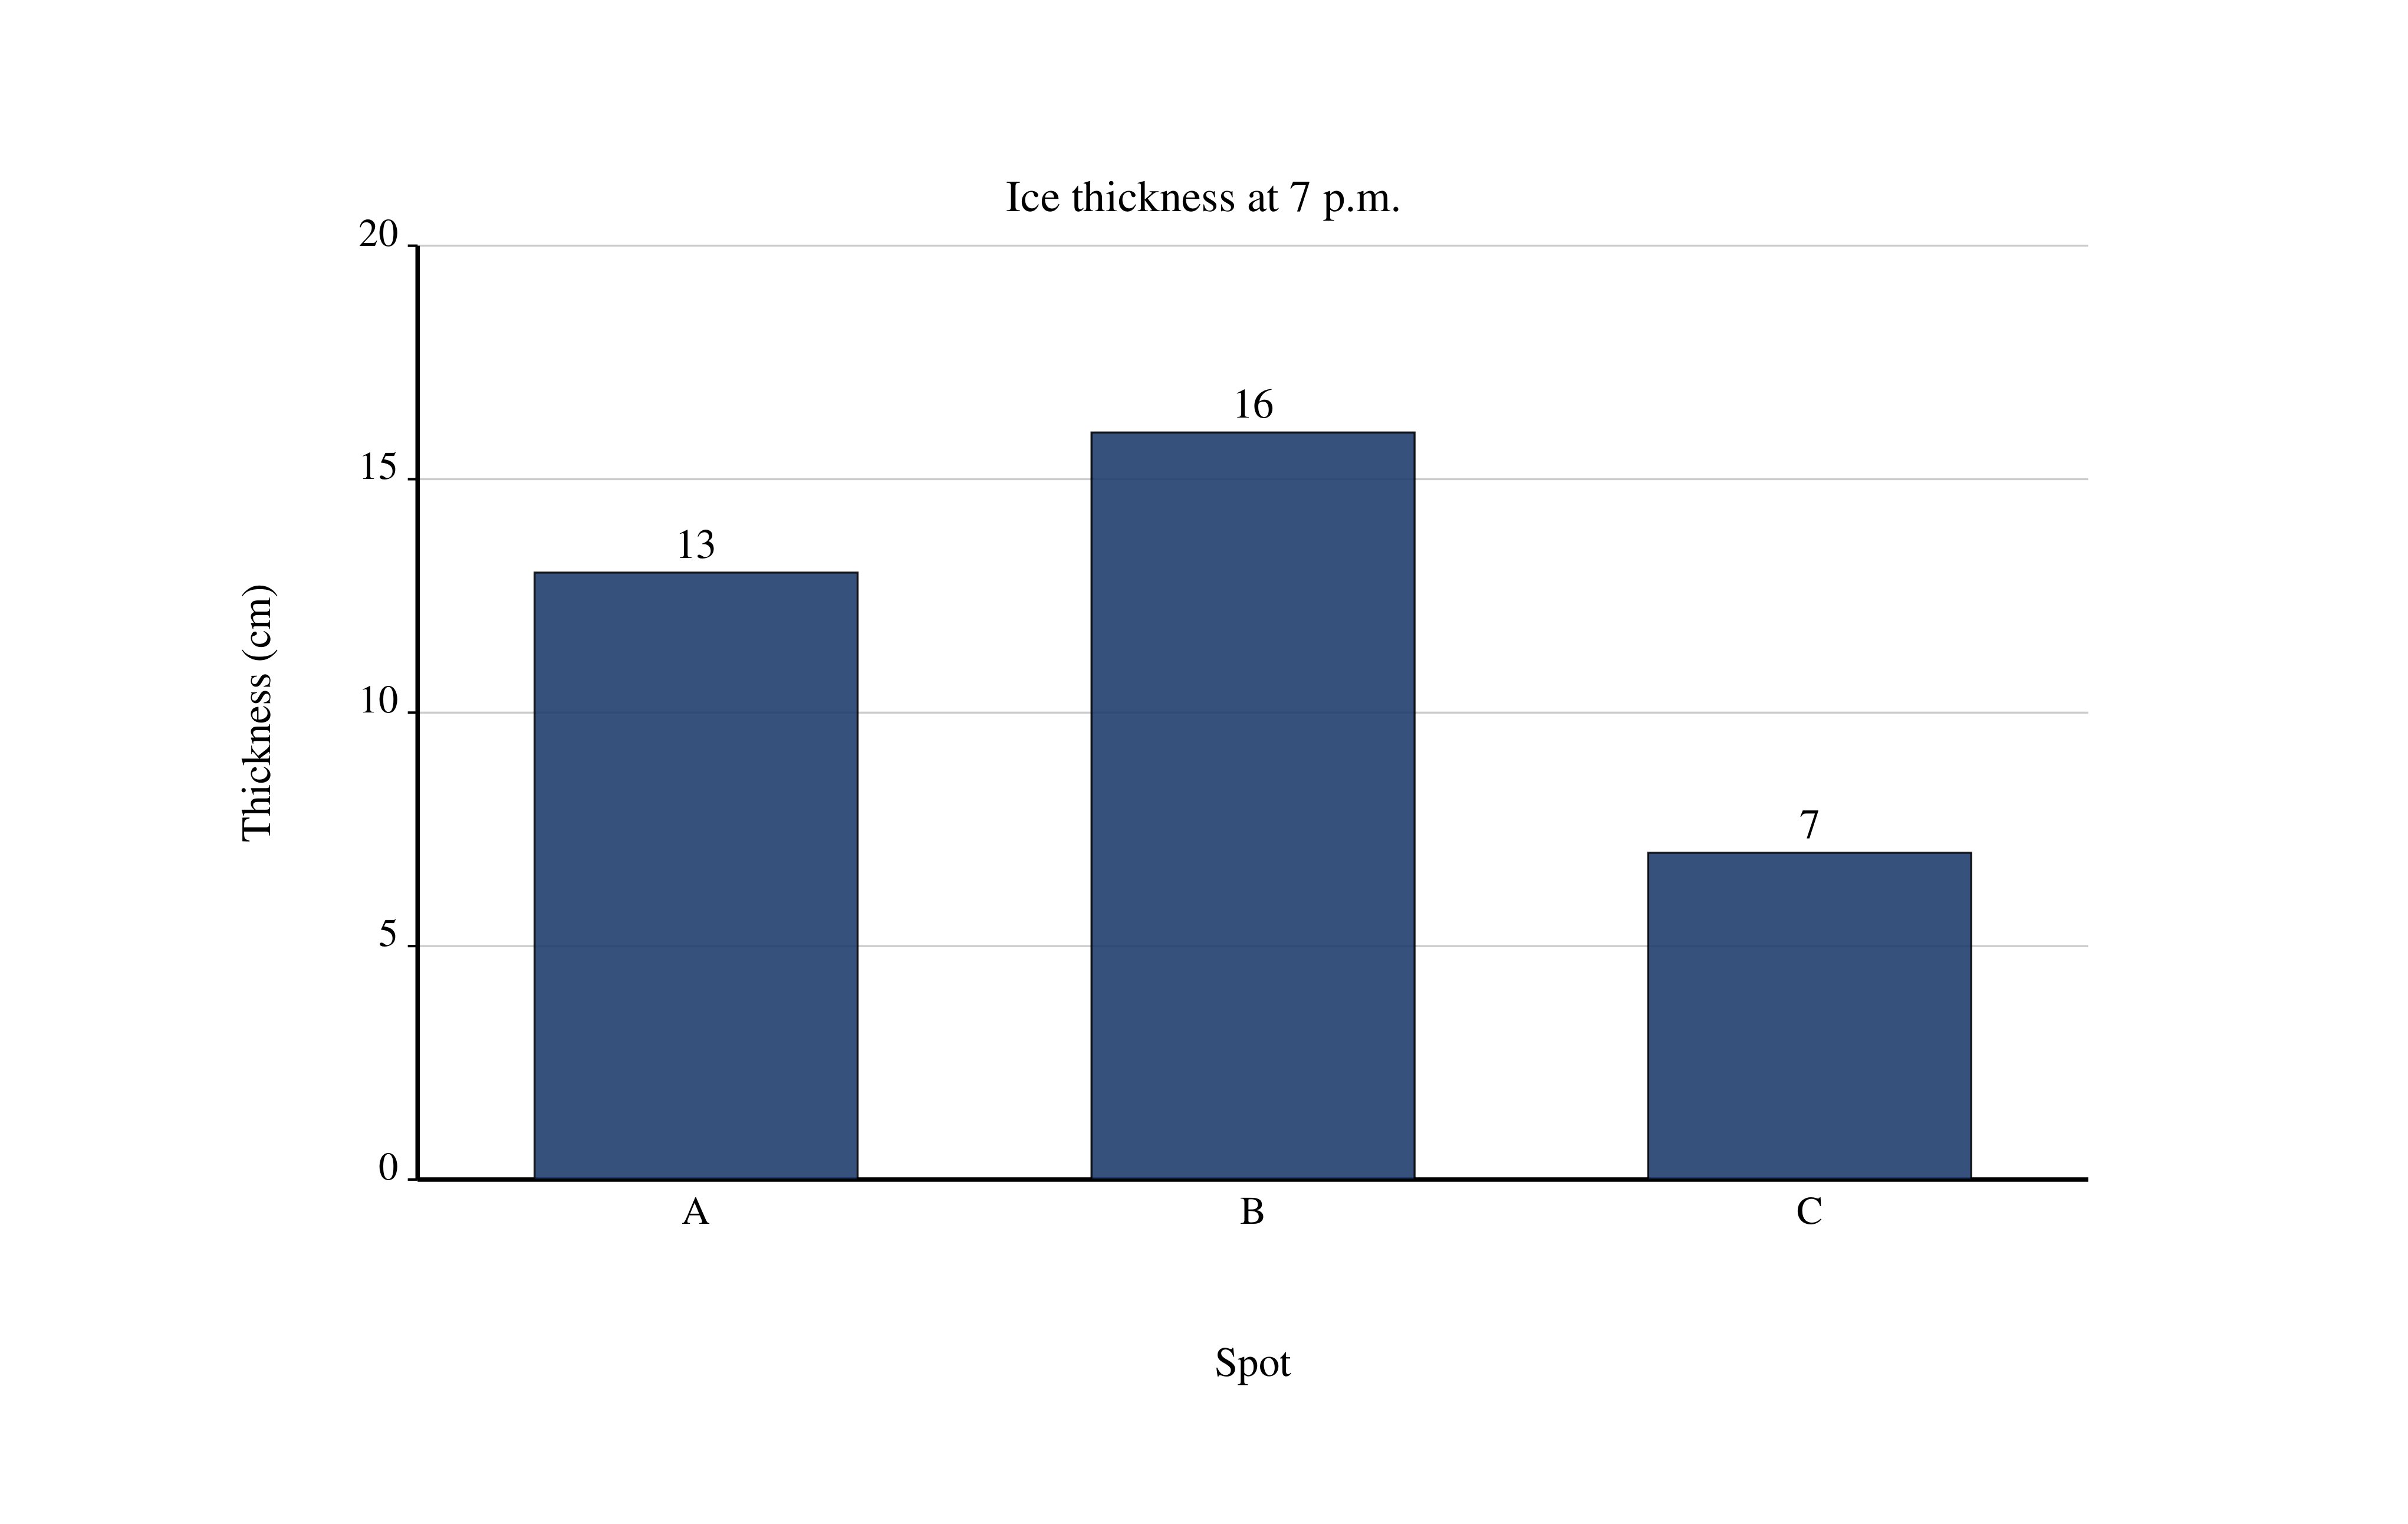 Ice thickness at 7 p.m.
20
15
10
5
0
Thickness (cm)
13
16
7
A
B
C
Spot